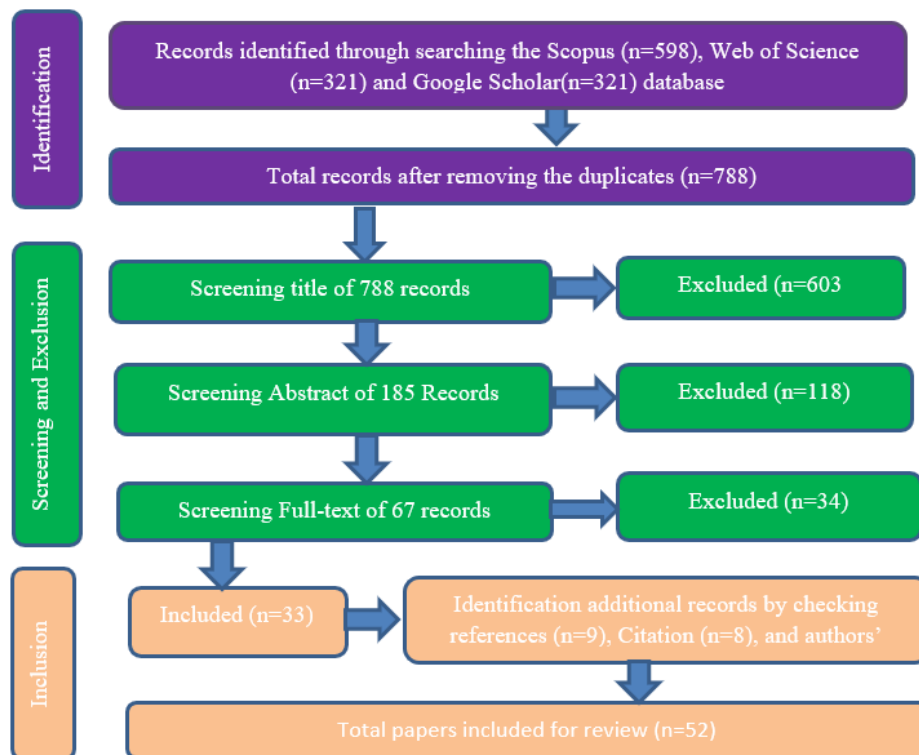 Identification
Records identified through searching the Scopus (n=598), Web of Science
(n=321) and Google Scholar(n=321) database
Total records after removing the duplicates (n=788)
Screening and Exclusion
Screening title of 788 records
Excluded (n=603
Screening Abstract of 185 Records
Excluded (n=118)
Screening Full-text of 67 records
Excluded (n=34)
Inclusion
Included (n=33)
Identification additional records by checking
references (n=9), Citation (n=8), and authors’
Total papers included for review (n=52)